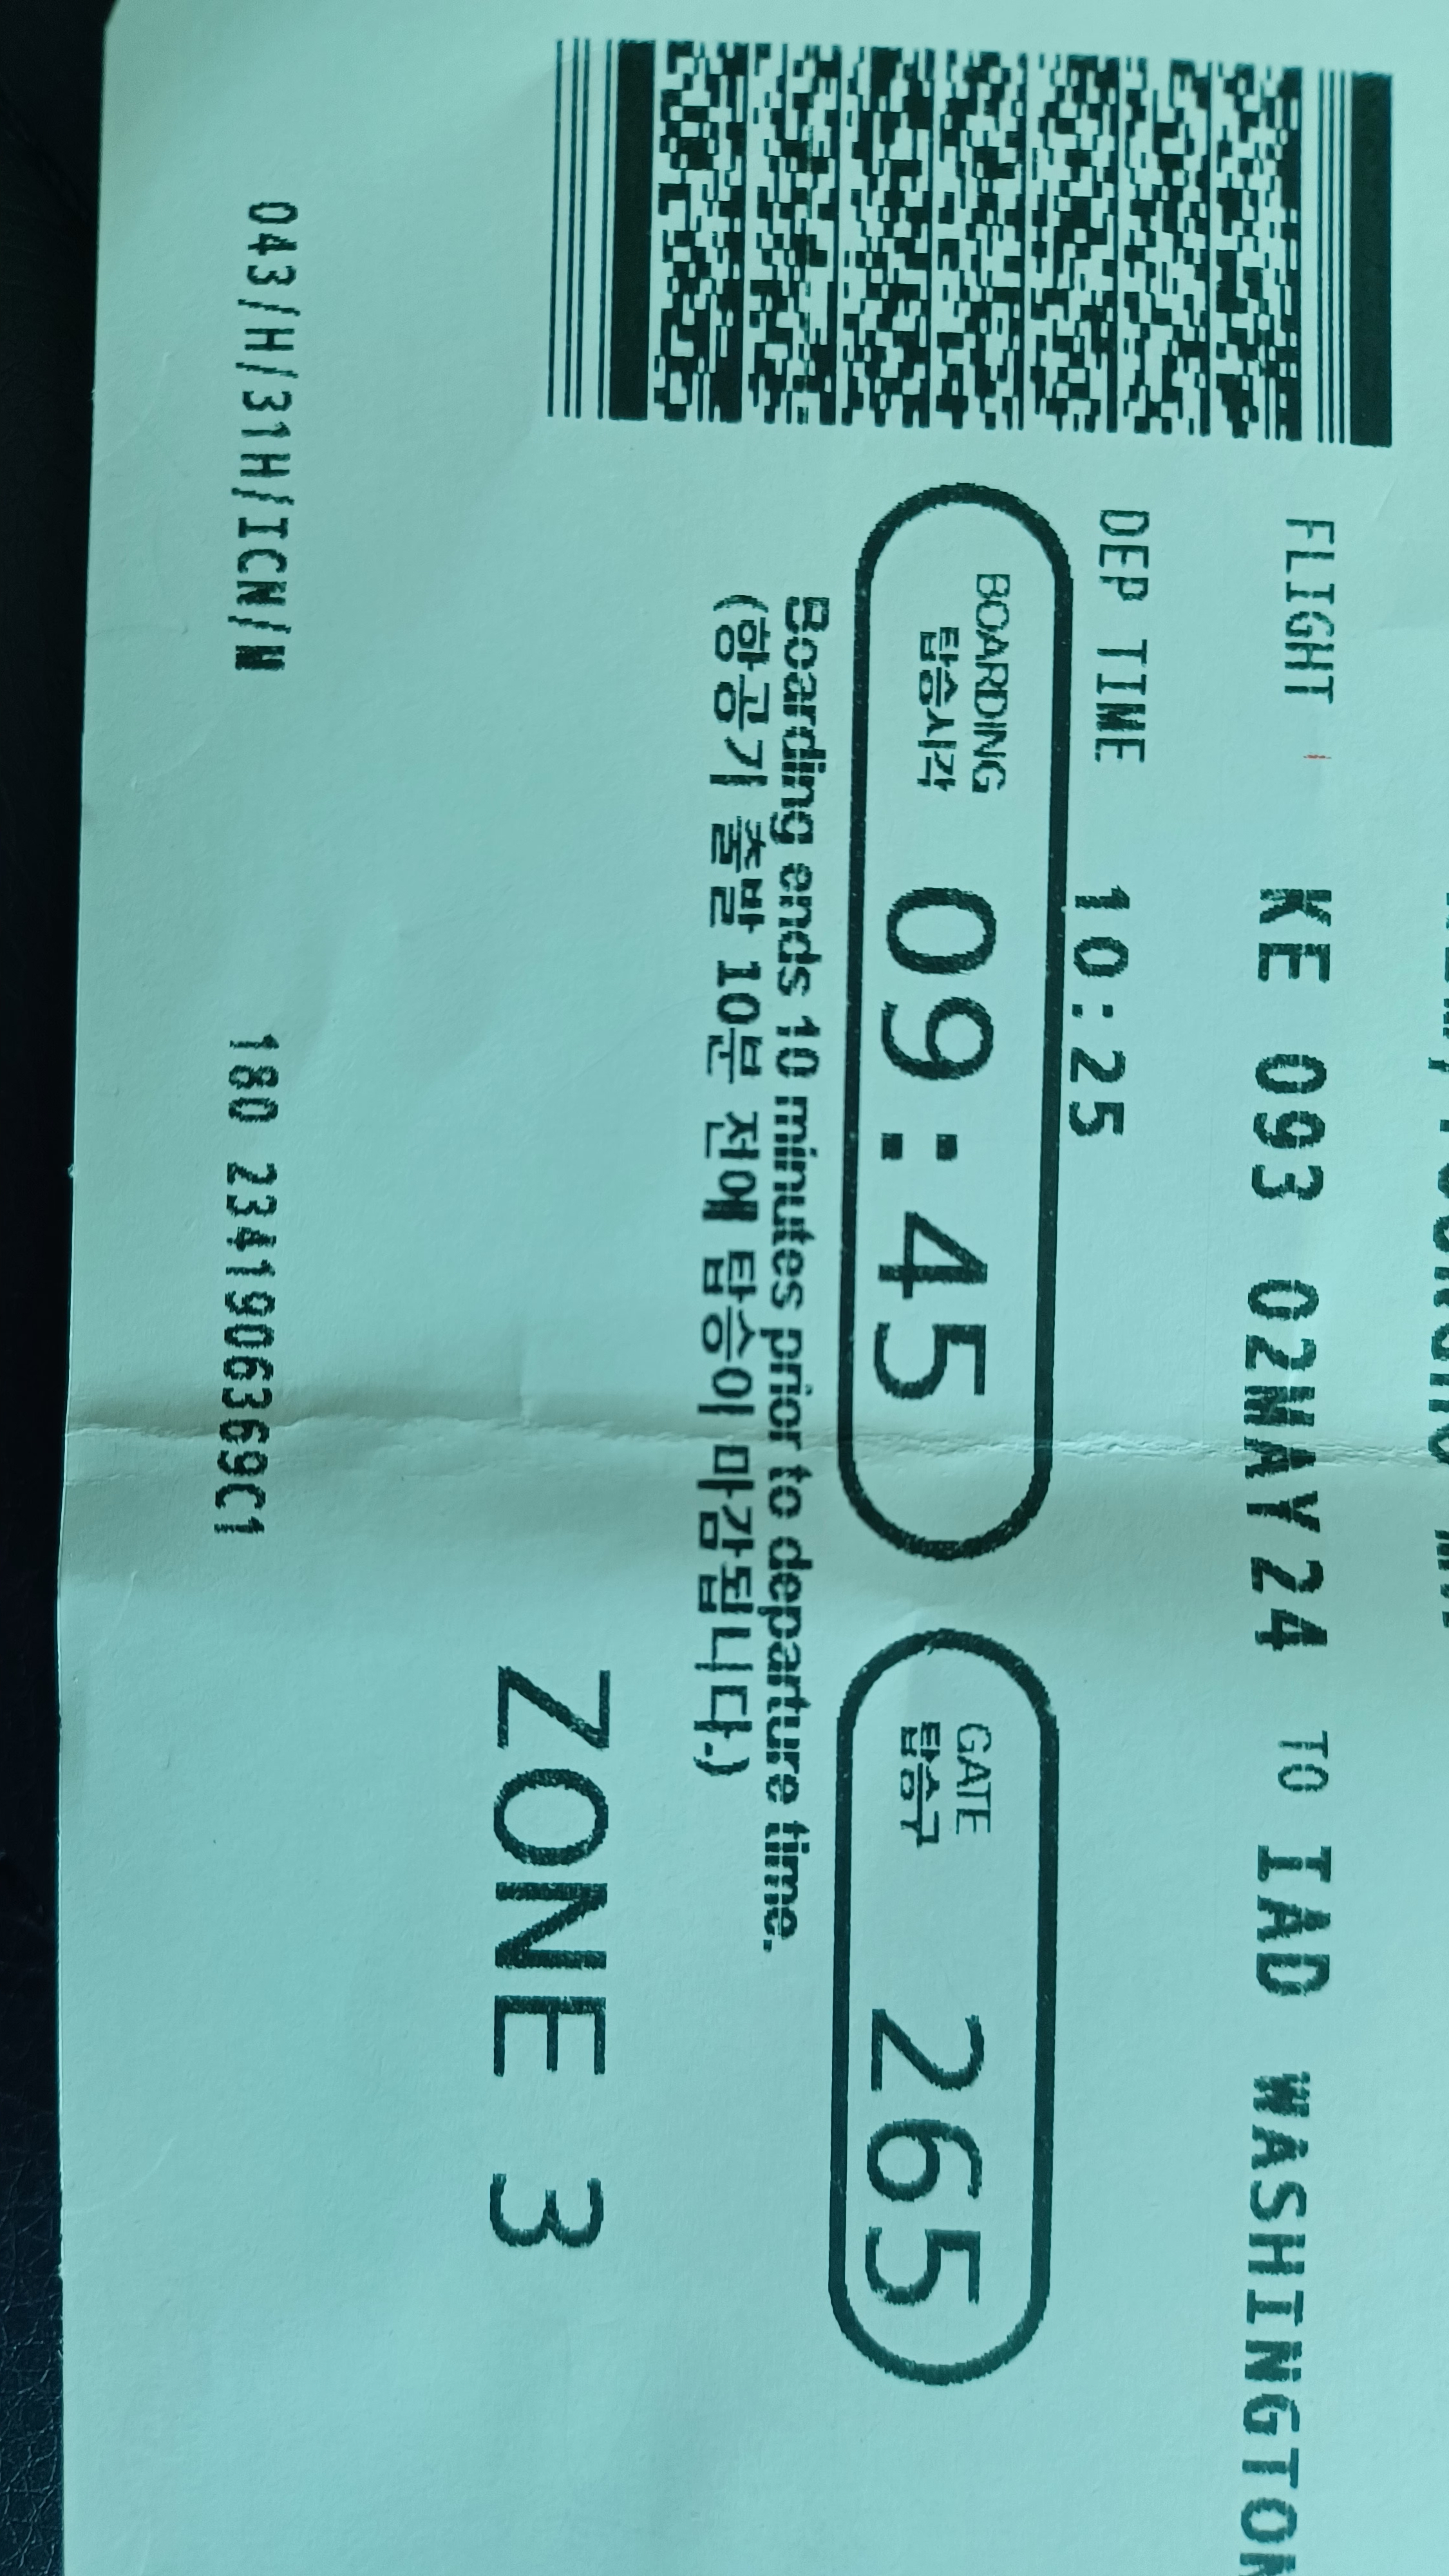 FLIGHT KE 093 02MAY24 TO IAD WASHINGTON
DEP TIME 10:25
BOARDING 09:45
탑승시각
GATE 265
탑승구
Boarding ends 10 minutes prior to departure time.
(항공기 출발 10분 전에 탑승이 마감됩니다.)
ZONE 3
043/H/31H/ICN/N 180 2341906369C1